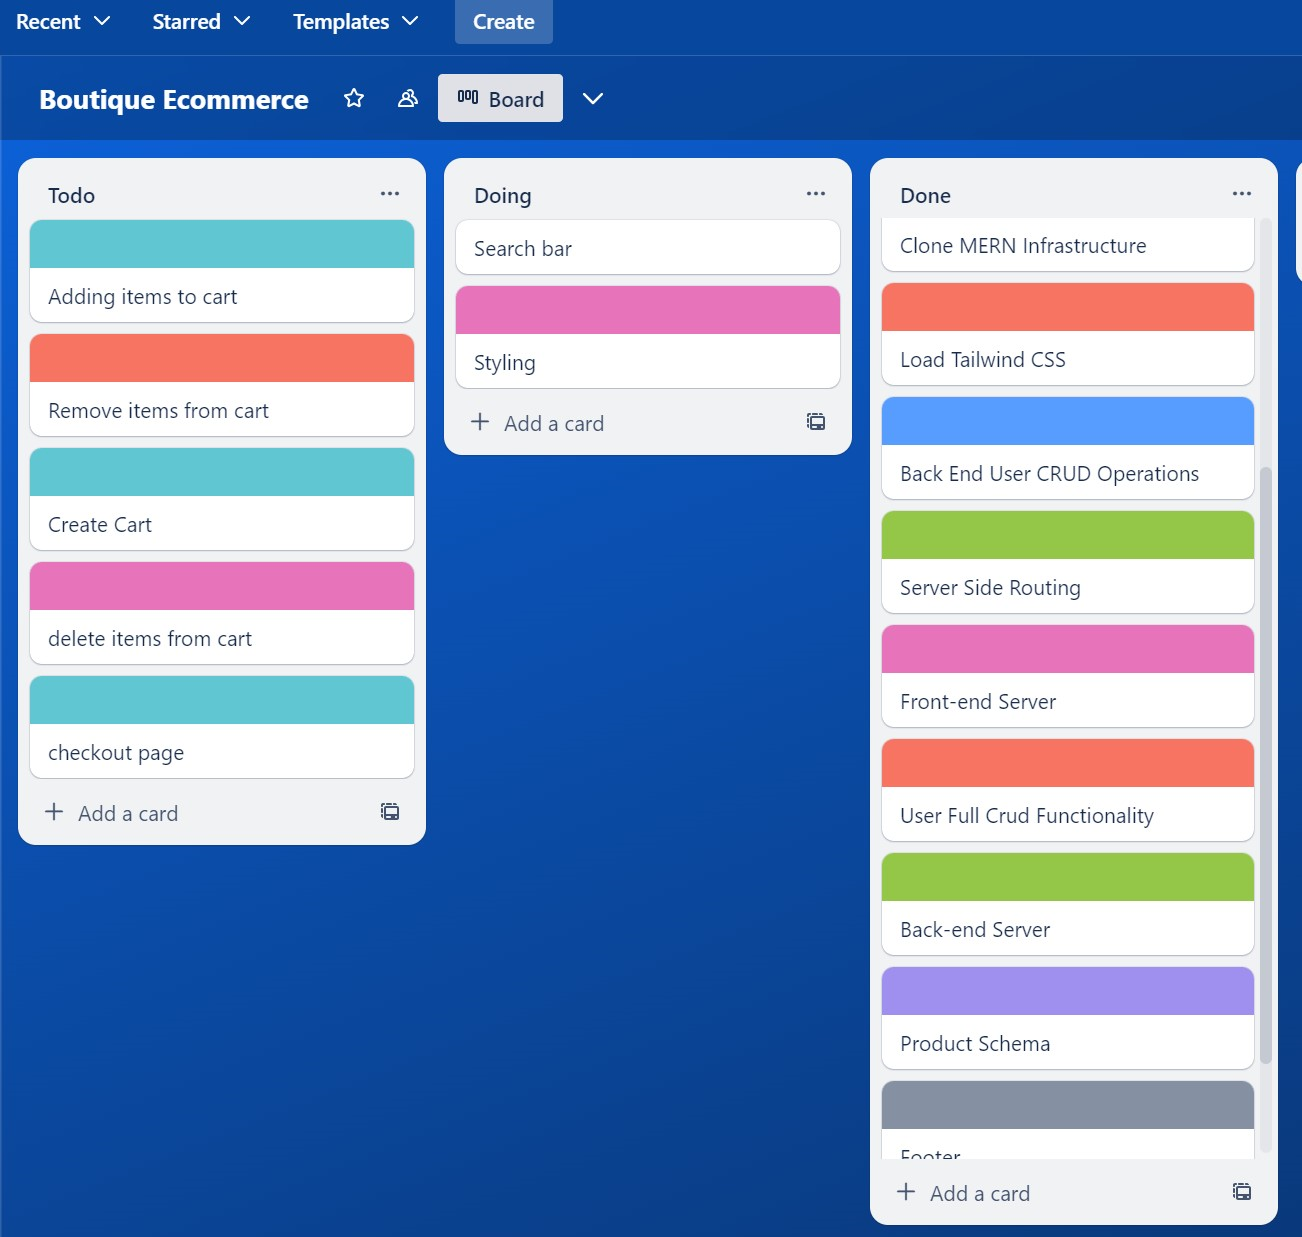 Recent
Starred
Templates
Create
Boutique Ecommerce
Board
Todo
Adding items to cart
Remove items from cart
Create Cart
delete items from cart
checkout page
Add a card
Doing
Search bar
Styling
Add a card
Done
Clone MERN Infrastructure
Load Tailwind CSS
Back End User CRUD Operations
Server Side Routing
Front-end Server
User Full Crud Functionality
Back-end Server
Product Schema
Footer
Add a card